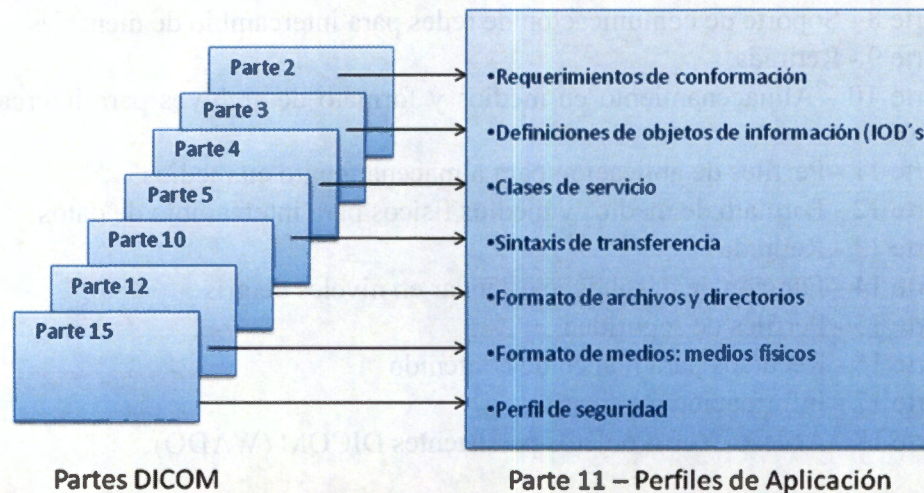 Parte 2
Parte 3
Parte 4
Parte 5
Parte 10
Parte 12
Parte 15
•Requerimientos de conformación
•Definiciones de objetos de información (IOD´s
•Clases de servicio
•Sintaxis de transferencia
•Formato de archivos y directorios
•Formato de medios: medios físicos
•Perfil de seguridad
Partes DICOM
Parte 11 – Perfiles de Aplicación